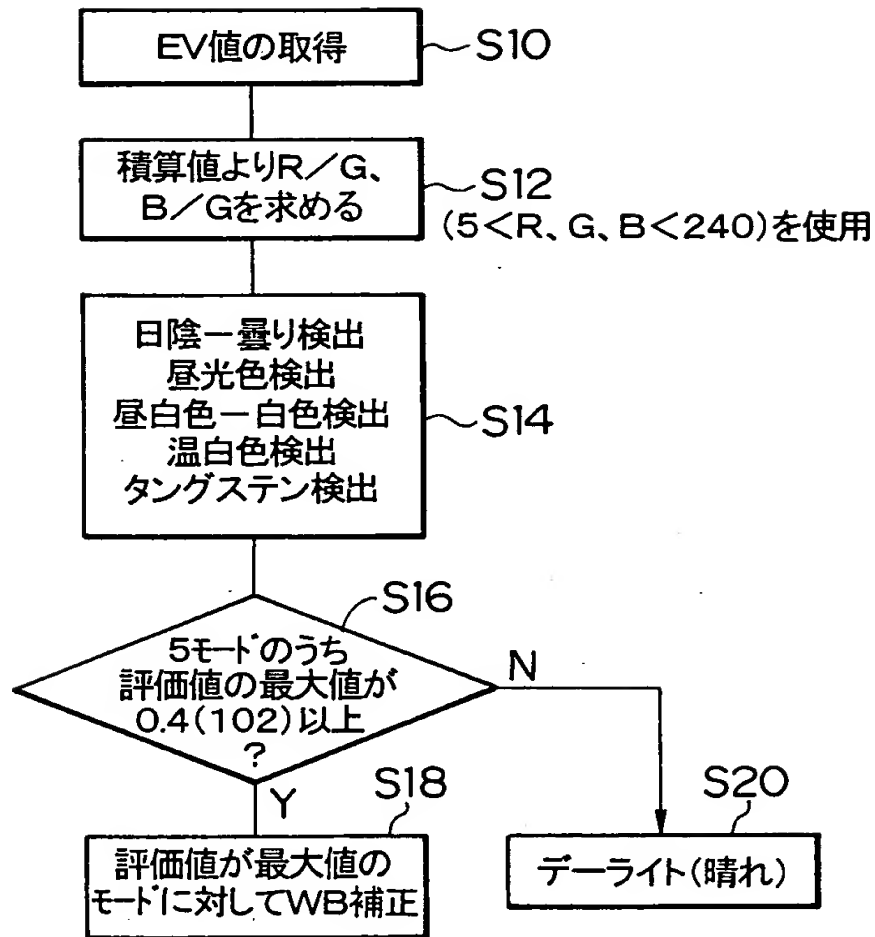 EV値の取得
S10
積算値よりR／G、
B／Gを求める
S12
(5<R、G、B<240)を使用
日陰－曇り検出
昼光色検出
昼白色－白色検出
温白色検出
タングステン検出
S14
S16
5モードのうち
評価値の最大値が
0.4(102)以上
?
N
Y
S18
評価値が最大値の
モードに対してWB補正
S20
デーライト(晴れ)